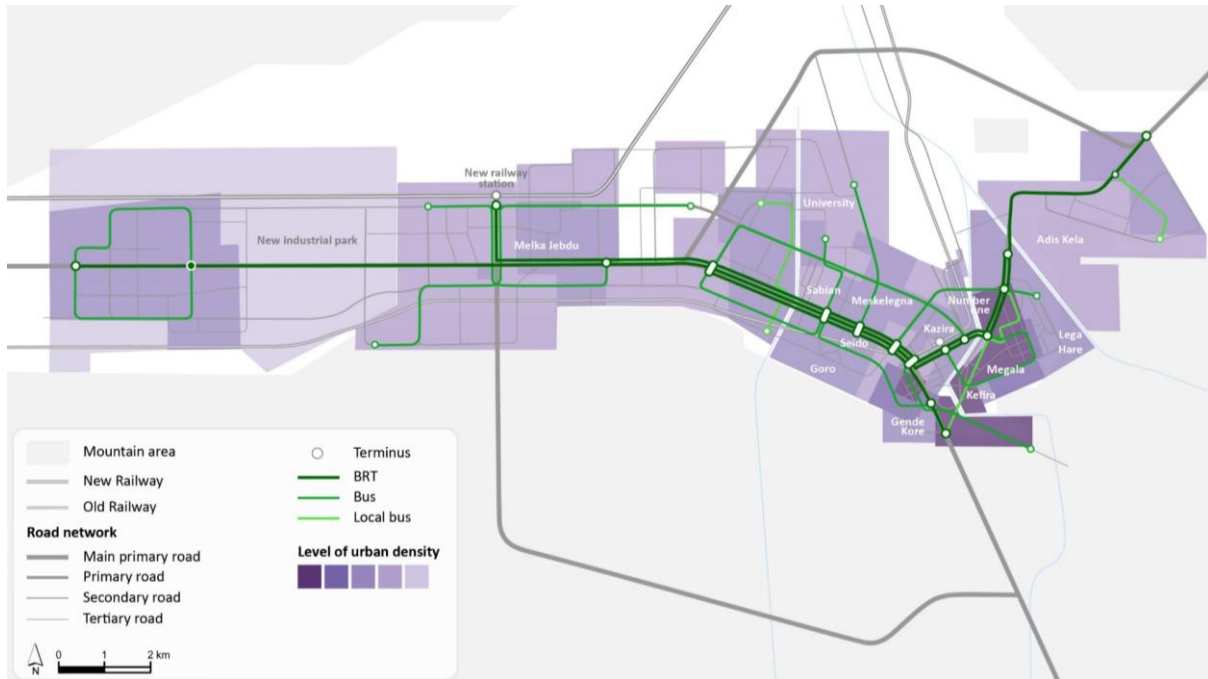 New railway
station
University
New industrial park
Melka Jebdu
Adis Kela
Sabian
Meskelegna
Number
one
Kazira
Seido
Lega
Hare
Goro
Megala
Kefira
Gende
Kore
Mountain area
New Railway
Old Railway
Road network
Main primary road
Primary road
Secondary road
Tertiary road
Terminus
BRT
Bus
Local bus
Level of urban density
N
0 1 2 km